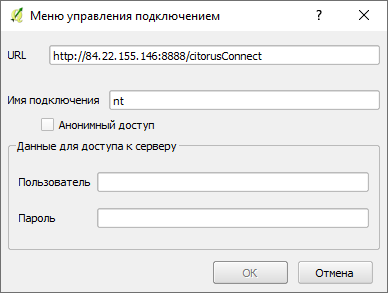 Меню управления подключением
URL http://84.22.155.146:8888/citorusConnect
Имя подключения nt
Анонимный доступ
Данные для доступа к серверу
Пользователь
Пароль
OK Отмена